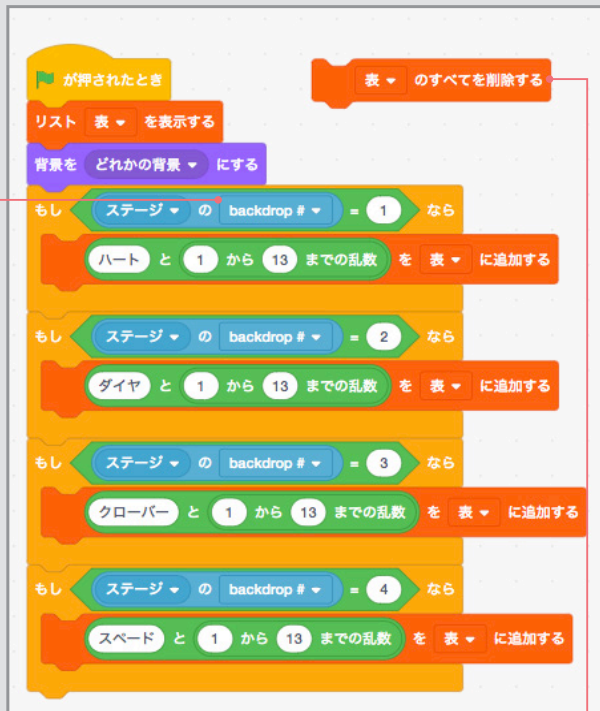 が押されたとき
表 のすべてを削除する
リスト 表 を表示する
背景を どれかの背景 にする
もし ステージ の backdrop # = 1 なら
ハート と 1 から 13 までの乱数 を 表 に追加する
もし ステージ の backdrop # = 2 なら
ダイヤ と 1 から 13 までの乱数 を 表 に追加する
もし ステージ の backdrop # = 3 なら
クローバー と 1 から 13 までの乱数 を 表 に追加する
もし ステージ の backdrop # = 4 なら
スペード と 1 から 13 までの乱数 を 表 に追加する